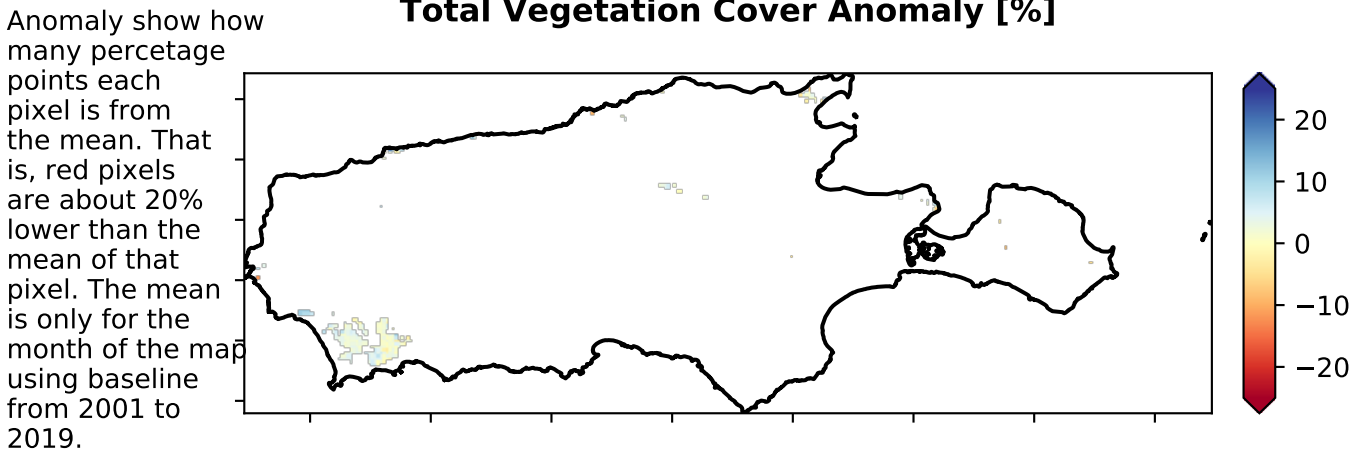 Total Vegetation Cover Anomaly [%]
Anomaly show how
many percetage
points each
pixel is from
the mean. That
is, red pixels
are about 20%
lower than the
mean of that
pixel. The mean
is only for the
month of the map
using baseline
from 2001 to
2019.
20
10
0
−10
−20